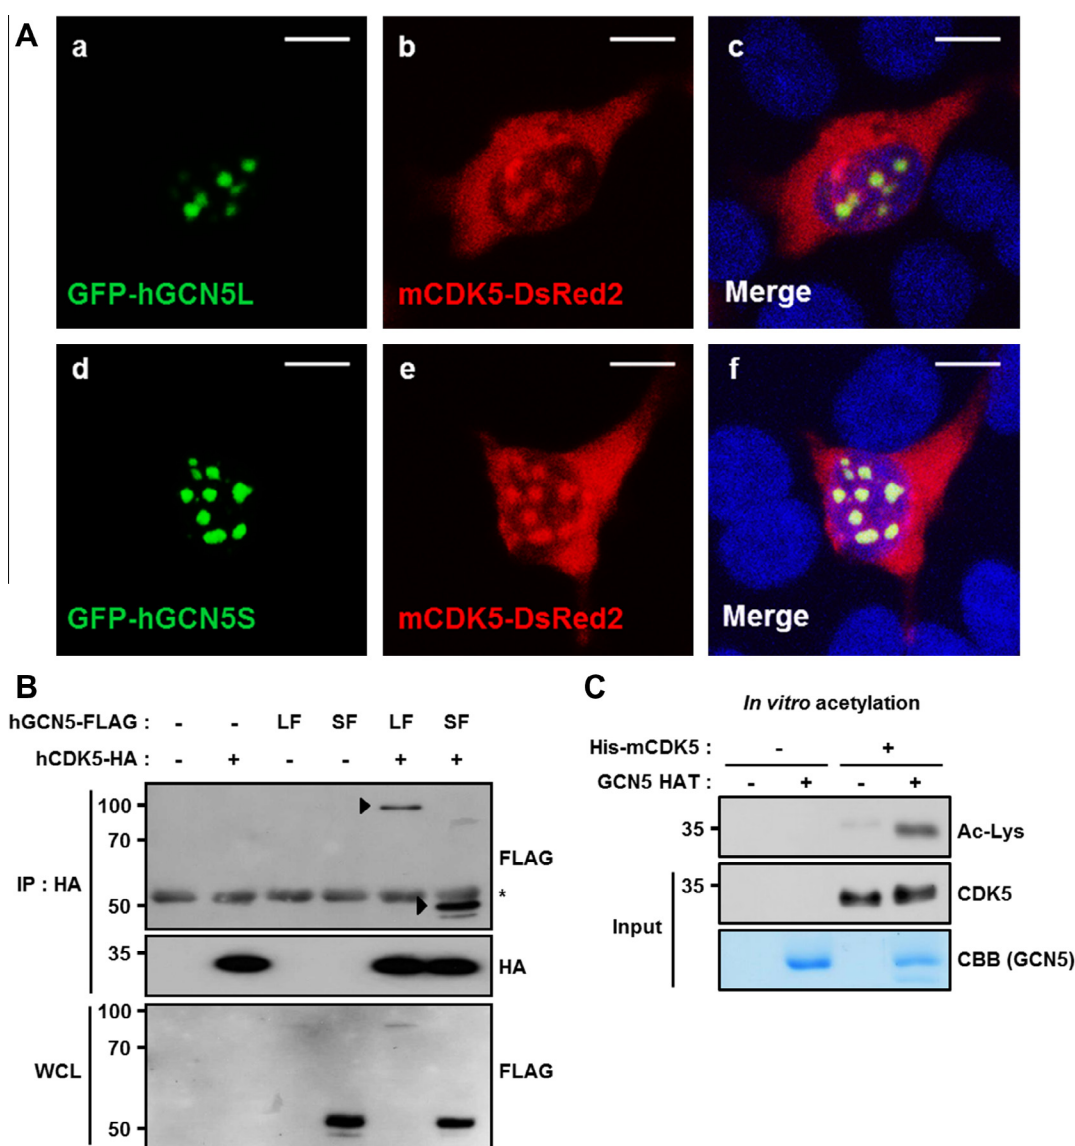 A
a
b
c
GFP-hGCN5L
mCDK5-DsRed2
Merge
d
e
f
GFP-hGCN5S
mCDK5-DsRed2
Merge
B
hGCN5-FLAG : - - LF SF LF SF
hCDK5-HA : - + - - + +
IP : HA
100
70
50
FLAG
*
35
HA
WCL
100
70
50
FLAG
C
In vitro acetylation
His-mCDK5 : - +
GCN5 HAT : - + - +
35
Ac-Lys
Input
35
CDK5
CBB (GCN5)